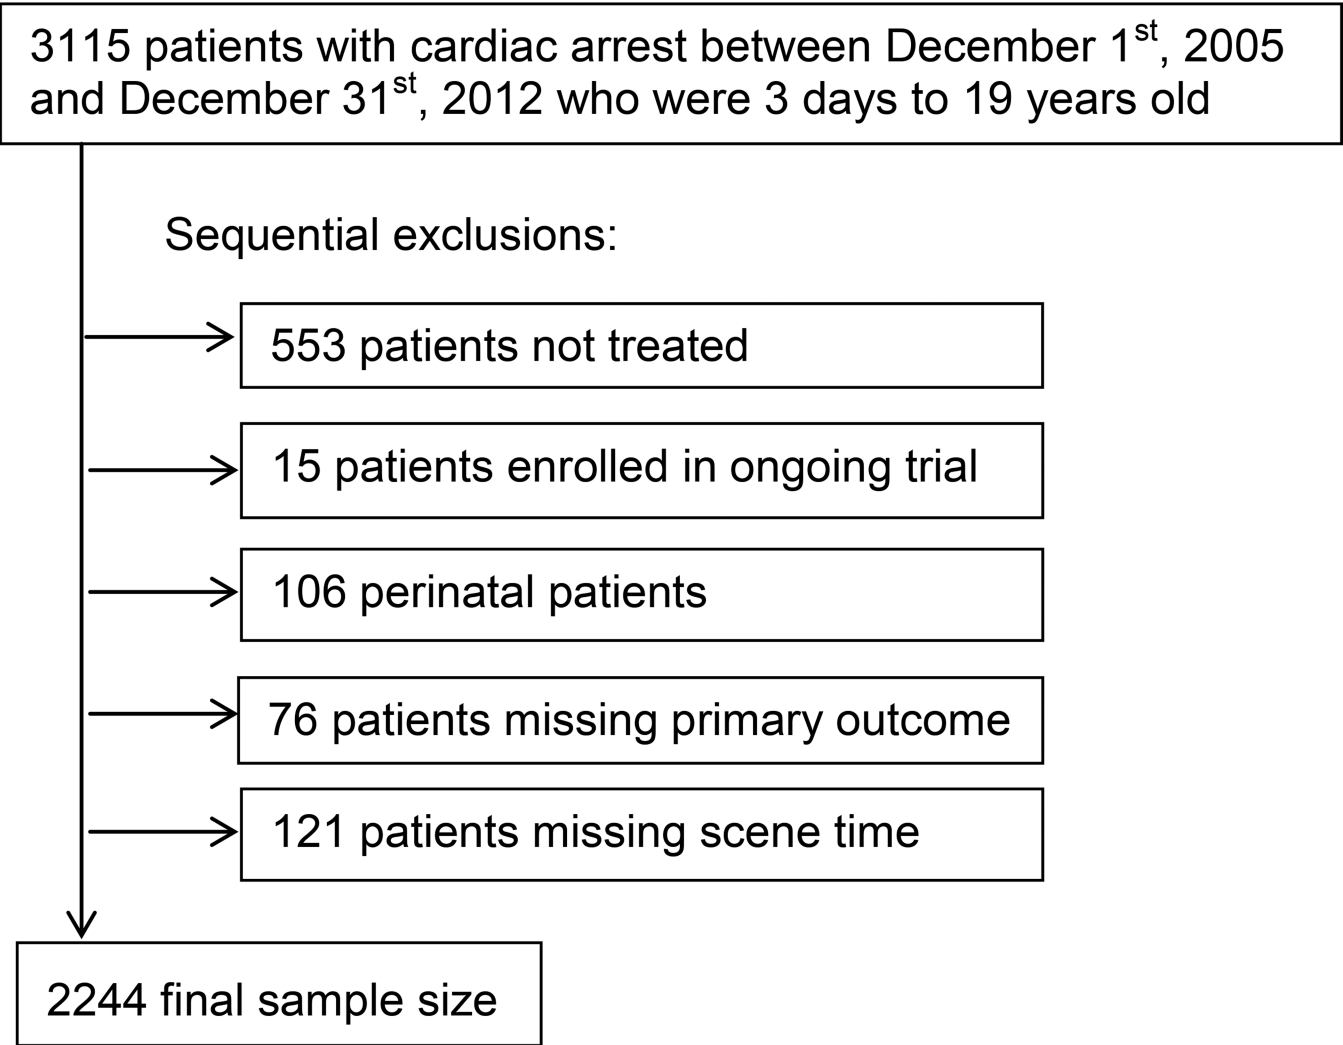 3115 patients with cardiac arrest between December 1st, 2005
and December 31st, 2012 who were 3 days to 19 years old
Sequential exclusions:
553 patients not treated
15 patients enrolled in ongoing trial
106 perinatal patients
76 patients missing primary outcome
121 patients missing scene time
2244 final sample size